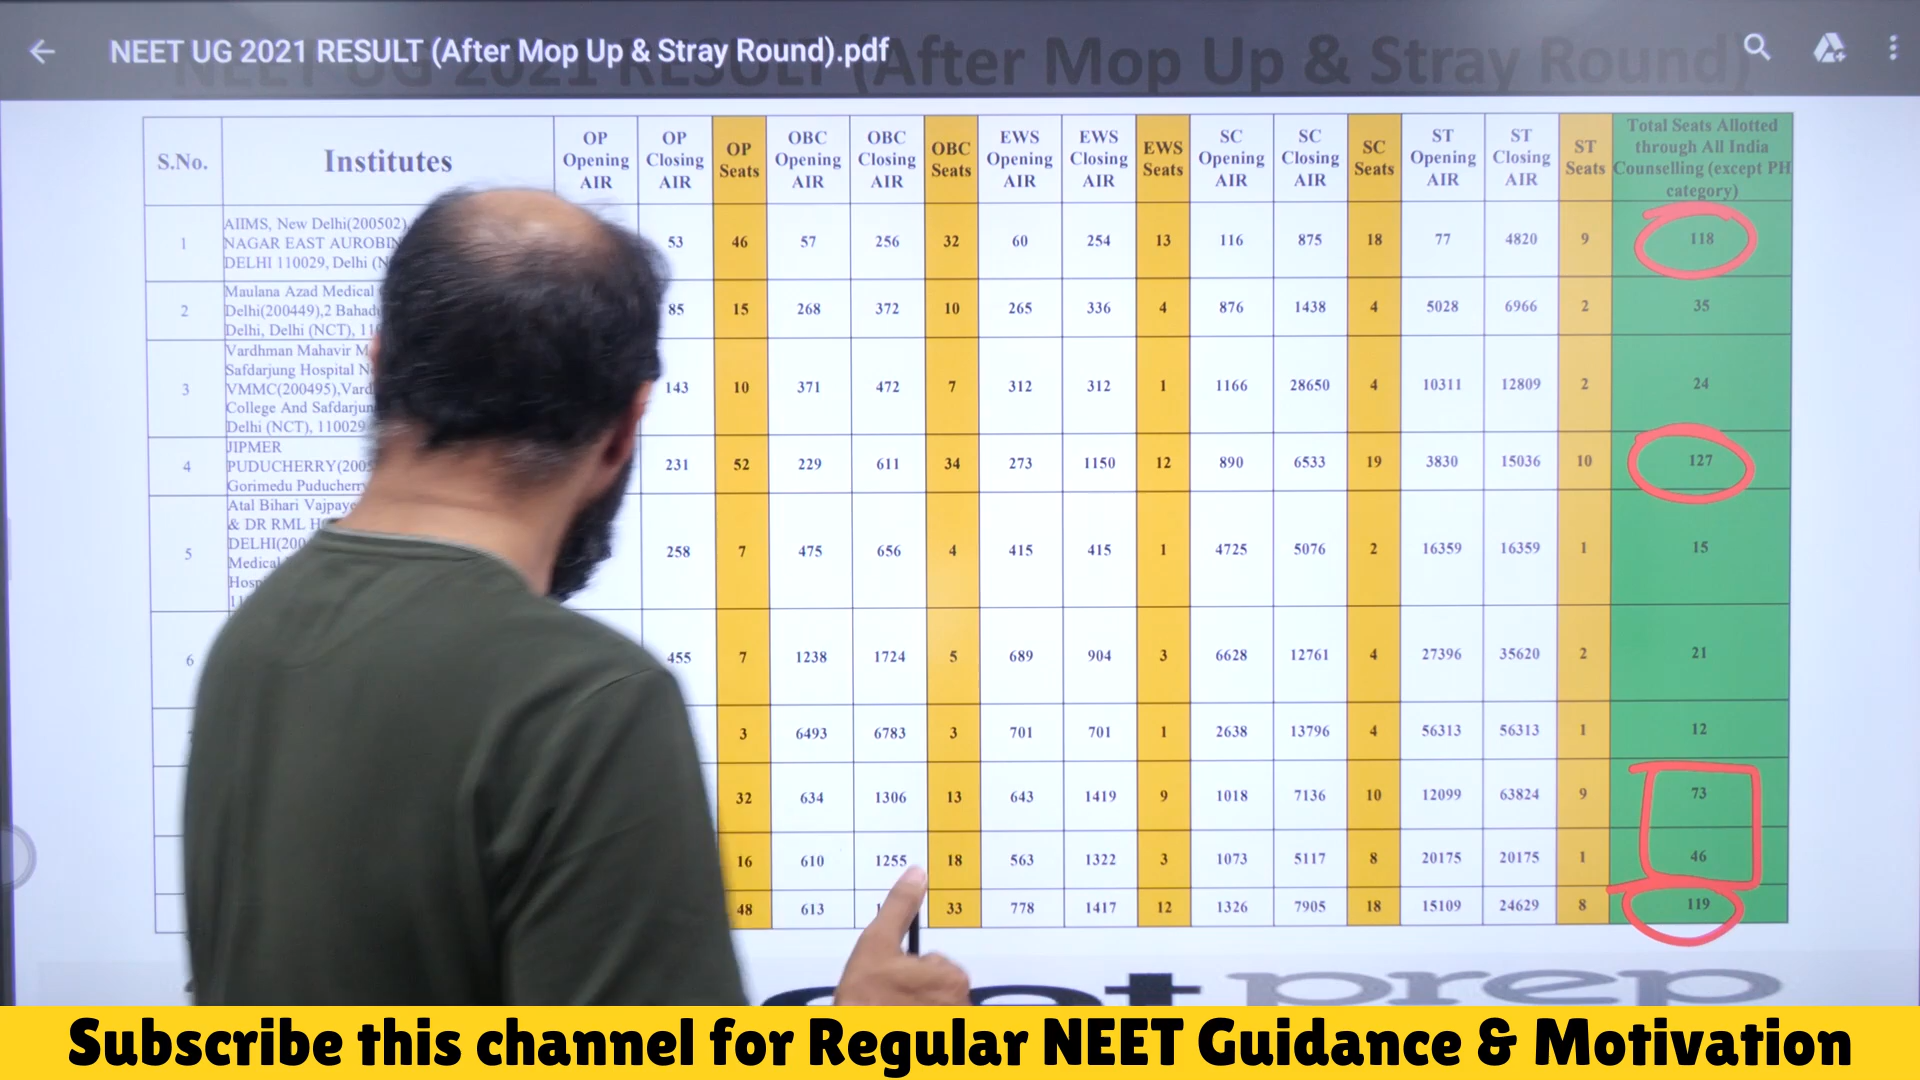 NEET UG 2021 RESULT (After Mop Up & Stray Round).pdf
NEET UG 2021 RESULT (After Mop Up & Stray Round)
S.No. Institutes OP Opening AIR OP Closing AIR OP Seats OBC Opening AIR OBC Closing AIR OBC Seats EWS Opening AIR EWS Closing AIR EWS Seats SC Opening AIR SC Closing AIR SC Seats ST Opening AIR ST Closing AIR ST Seats Total Seats Allotted through All India Counselling (except PH category)
1 AIIMS, New Delhi(200502), NAGAR EAST DELHI 110029, Delhi 53 46 57 256 32 60 254 13 116 875 18 77 4820 9 118
2 Maulana Azad Medical Delhi(200449),2 Delhi, Delhi (NCT), 85 15 268 372 10 265 336 4 876 1438 4 5028 6966 2 35
3 Vardhman Mahavir Safdarjung Hospital VMMC(200495), College And Delhi (NCT), 110029 143 10 371 472 7 312 312 1 1166 28650 4 10311 12809 2 24
4 JIPMER PUDUCHERRY Gorimedu 231 52 229 611 34 273 1150 12 890 6533 19 3830 15036 10 127
5 Atal Bihari & DR RML DELHI Medical 258 7 475 656 4 415 415 1 4725 5076 2 16359 16359 1 15
6 455 7 1238 1724 5 689 904 3 6628 12761 4 27396 35620 2 21
3 6493 6783 3 701 701 1 2638 13796 4 56313 56313 1 12
32 634 1306 13 643 1419 9 1018 7136 10 12099 63824 9 73
16 610 1255 18 563 1322 3 1073 5117 8 20175 20175 1 46
48 613 33 778 1417 12 1326 7905 18 15109 24629 8 119
prep
Subscribe this channel for Regular NEET Guidance & Motivation